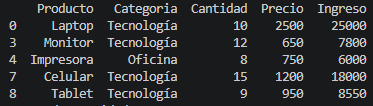 Producto Categoria Cantidad Precio Ingreso
0 Laptop Tecnología 10 2500 25000
3 Monitor Tecnología 12 650 7800
4 Impresora Oficina 8 750 6000
7 Celular Tecnología 15 1200 18000
8 Tablet Tecnología 9 950 8550